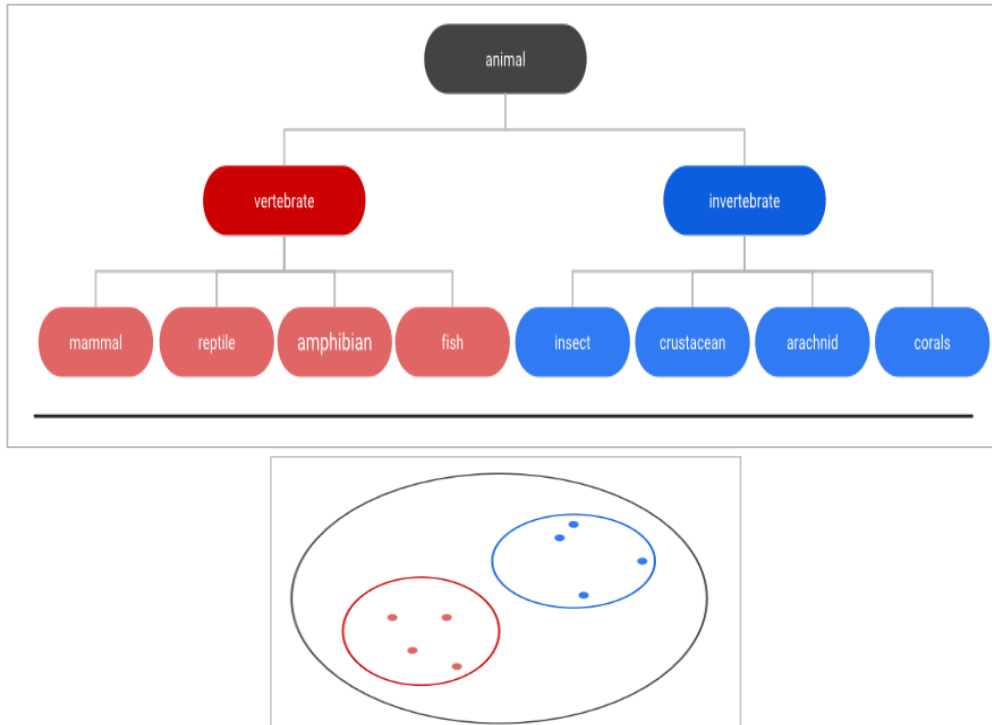 animal
vertebrate invertebrate
mammal reptile amphibian fish insect crustacean arachnid corals